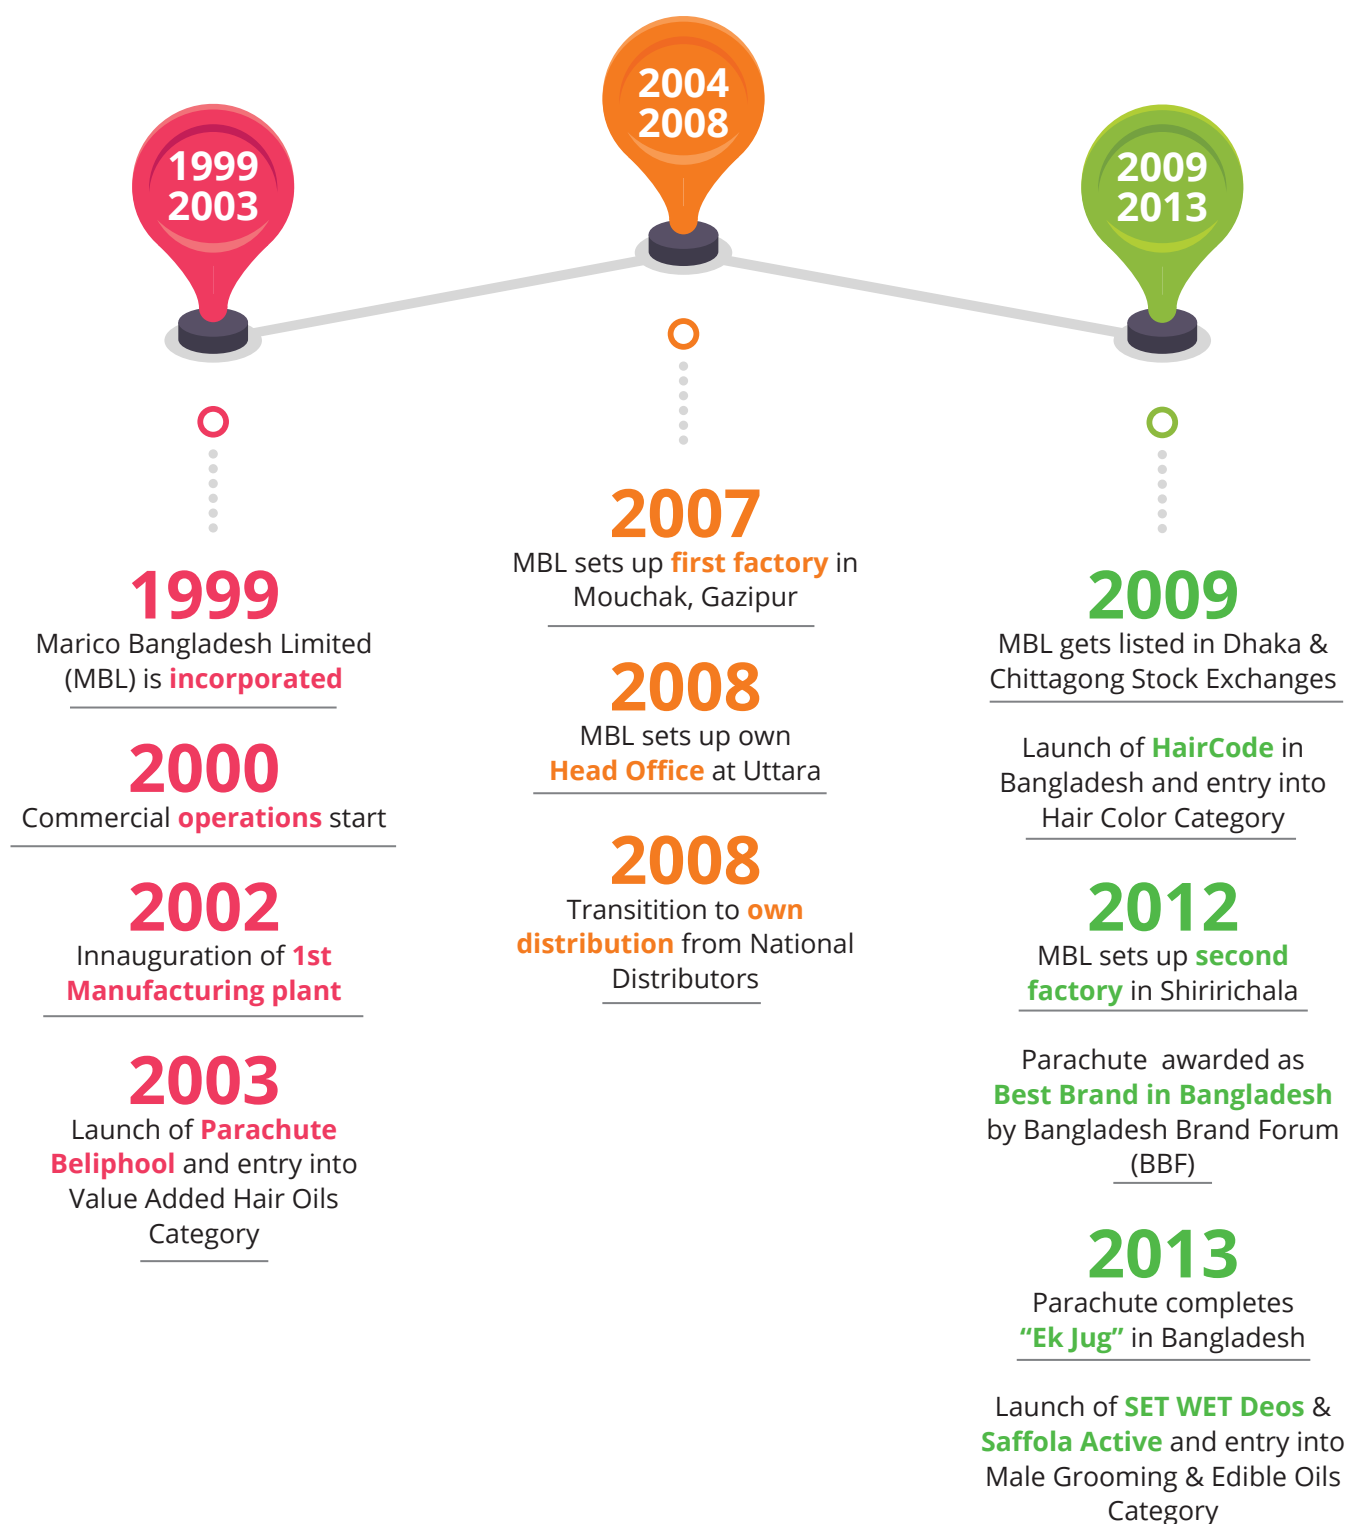 1999
2003
1999
Marico Bangladesh Limited
(MBL) is incorporated
2000
Commercial operations start
2002
Innauguration of 1st
Manufacturing plant
2003
Launch of Parachute
Beliphool and entry into
Value Added Hair Oils
Category
2004
2008
2007
MBL sets up first factory in
Mouchak, Gazipur
2008
MBL sets up own
Head Office at Uttara
2008
Transitition to own
distribution from National
Distributors
2009
2013
2009
MBL gets listed in Dhaka &
Chittagong Stock Exchanges
Launch of HairCode in
Bangladesh and entry into
Hair Color Category
2012
MBL sets up second
factory in Shiririchala
Parachute  awarded as
Best Brand in Bangladesh
by Bangladesh Brand Forum
(BBF)
2013
Parachute completes
“Ek Jug” in Bangladesh
Launch of SET WET Deos &
Saffola Active and entry into
Male Grooming & Edible Oils
Category